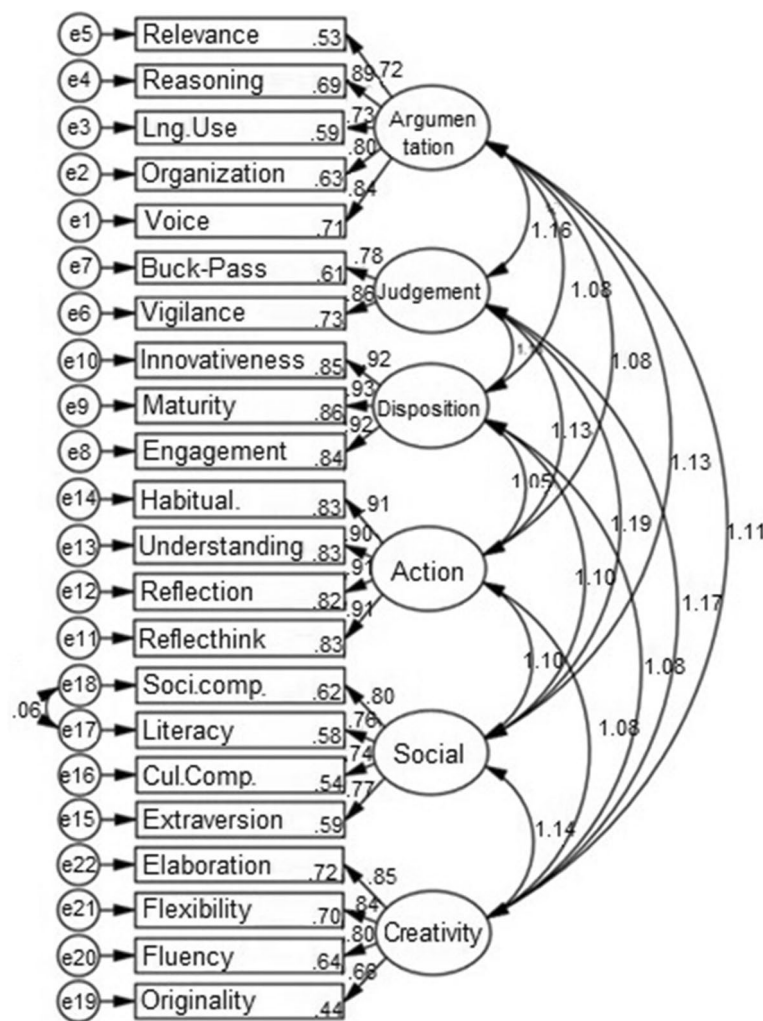 e5 Relevance .53
.72
e4 Reasoning .69
.89
e3 Lng.Use .59
.73
Argumen
tation
e2 Organization .63
.80
e1 Voice .71
.84
1.16
e7 Buck-Pass .61
.78
Judgement
e6 Vigilance .73
.86
1.08
e10 Innovativeness .85
.92
1.08
e9 Maturity .86
.93
Disposition
e8 Engagement .84
.92
1.13
1.13
1.05
e14 Habitual. .83
.91
1.19
1.11
e13 Understanding .83
.90
Action
e12 Reflection .82
.91
1.10
1.17
e11 Reflecthink .83
.91
1.10
1.08
e18 Soci.comp. .62
.80
.06
e17 Literacy .58
.76
Social
1.08
e16 Cul.Comp. .54
.74
e15 Extraversion .59
.77
1.14
e22 Elaboration .72
.85
e21 Flexibility .70
.84
Creativity
e20 Fluency .64
.80
e19 Originality .44